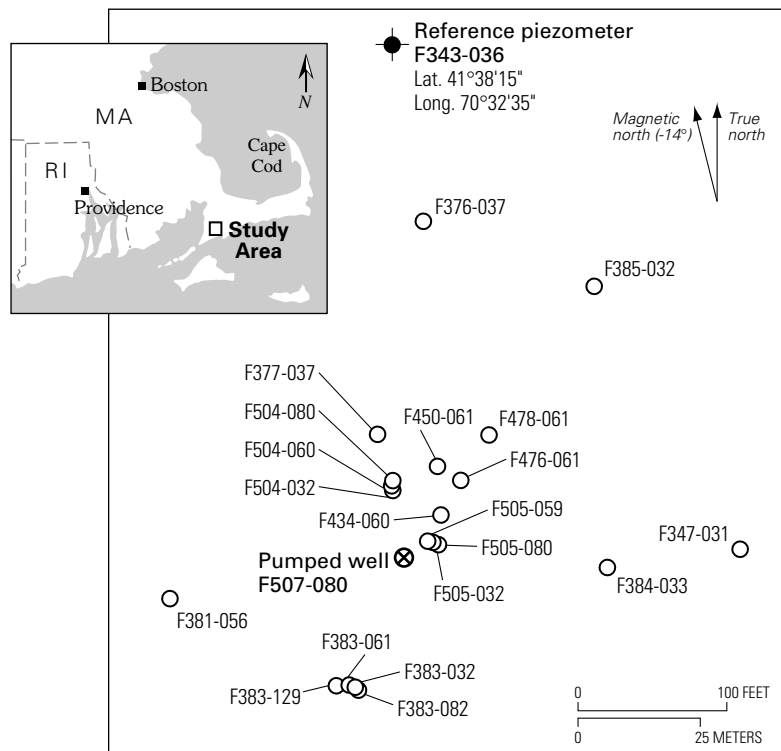 Reference piezometer
F343-036
Lat. 41°38'15"
Long. 70°32'35"
N
Boston
MA
Cape
Cod
RI
Providence
Study
Area
Magnetic
north (-14°)
True
north
F376-037
F385-032
F377-037
F504-080
F450-061
F478-061
F504-060
F476-061
F504-032
F434-060
F505-059
F505-080
F347-031
Pumped well
F507-080
F505-032
F384-033
F381-056
F383-061
F383-032
F383-129
F383-082
0
100 FEET
0
25 METERS